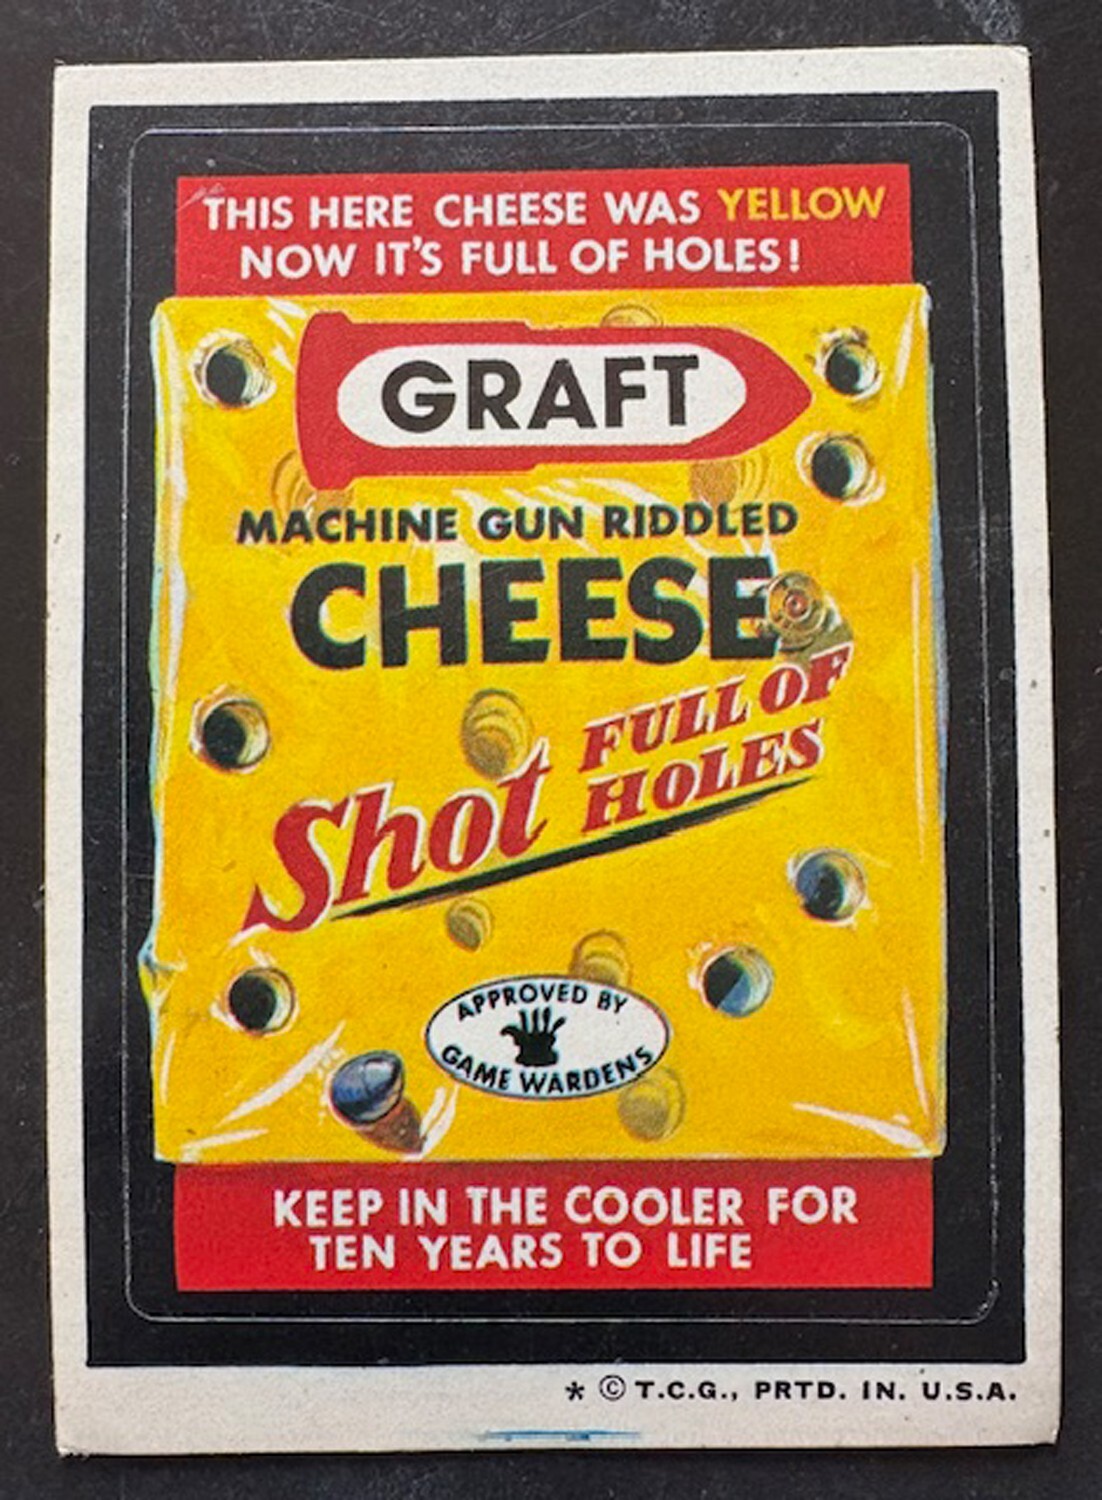 THIS HERE CHEESE WAS YELLOW
NOW IT'S FULL OF HOLES!
GRAFT
MACHINE GUN RIDDLED
CHEESE
Shot FULL OF
HOLES
APPROVED BY
GAME WARDENS
KEEP IN THE COOLER FOR
TEN YEARS TO LIFE
* © T.C.G., PRTD. IN. U.S.A.